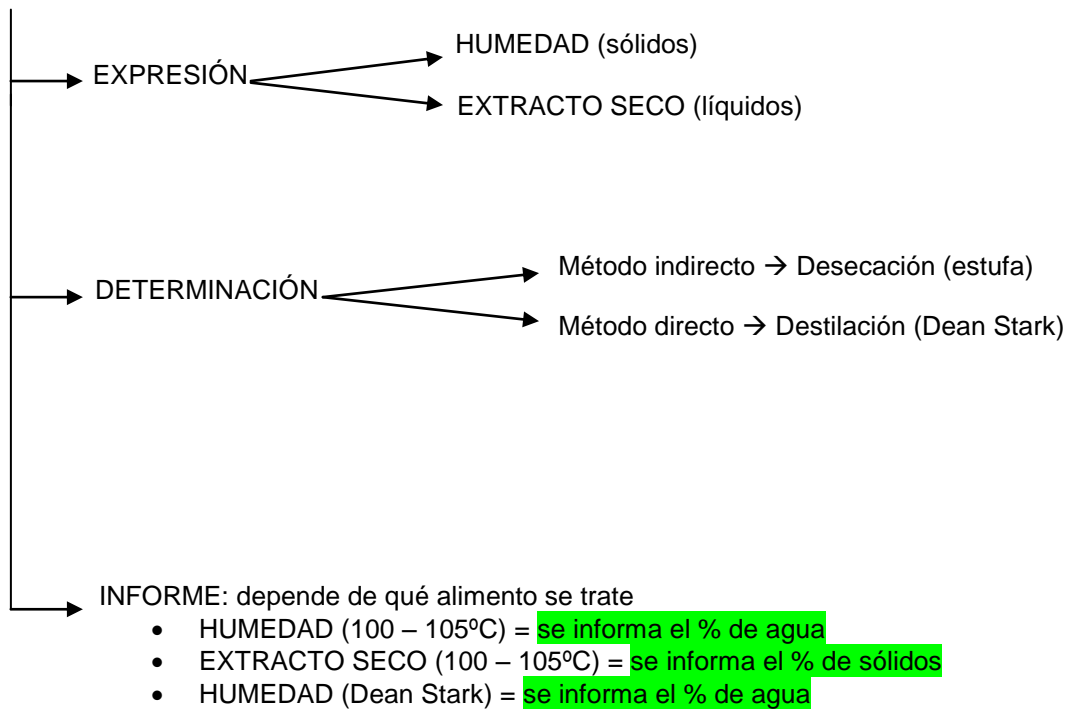 HUMEDAD (sólidos)
EXPRESIÓN
EXTRACTO SECO (líquidos)
Método indirecto → Desecación (estufa)
DETERMINACIÓN
Método directo → Destilación (Dean Stark)
INFORME: depende de qué alimento se trate
• HUMEDAD (100 – 105ºC) = se informa el % de agua
• EXTRACTO SECO (100 – 105ºC) = se informa el % de sólidos
• HUMEDAD (Dean Stark) = se informa el % de agua